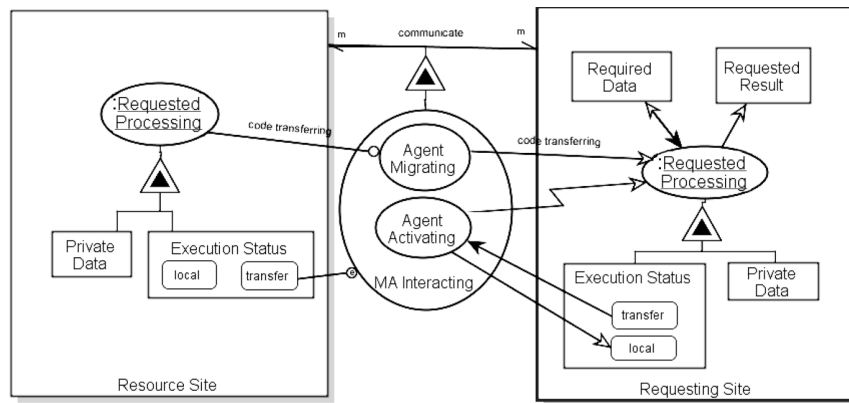 m
communicate
m
Required
Data
Requested
Result
:Requested
Processing
code transferring
code transferring
Agent
Migrating
:Requested
Processing
Agent
Activating
Private
Data
Execution Status
local
transfer
e
MA Interacting
Execution Status
transfer
local
Private
Data
Resource Site
Requesting Site